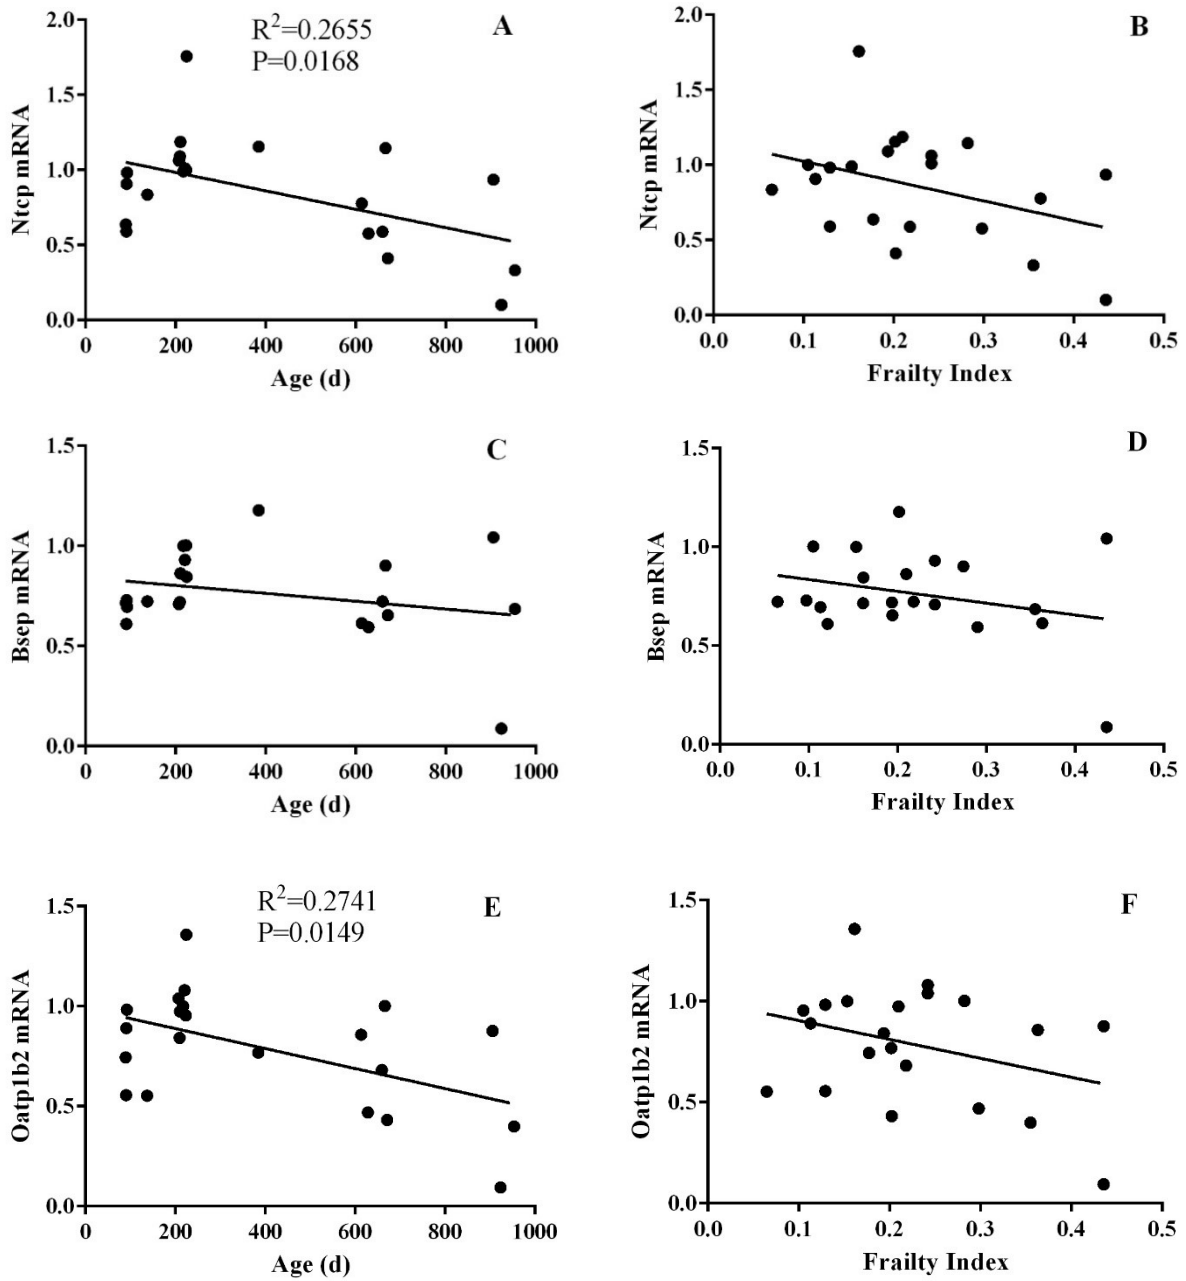 R²=0.2655
P=0.0168
A
Ntcp mRNA
2.0
1.5
1.0
0.5
0.0
0 200 400 600 800 1000
Age (d)
B
Ntcp mRNA
2.0
1.5
1.0
0.5
0.0
0.0 0.1 0.2 0.3 0.4 0.5
Frailty Index
C
Bsep mRNA
1.5
1.0
0.5
0.0
0 200 400 600 800 1000
Age (d)
D
Bsep mRNA
1.5
1.0
0.5
0.0
0.0 0.1 0.2 0.3 0.4 0.5
Frailty Index
R²=0.2741
P=0.0149
E
Oatp1b2 mRNA
1.5
1.0
0.5
0.0
0 200 400 600 800 1000
Age (d)
F
Oatp1b2 mRNA
1.5
1.0
0.5
0.0
0.0 0.1 0.2 0.3 0.4 0.5
Frailty Index